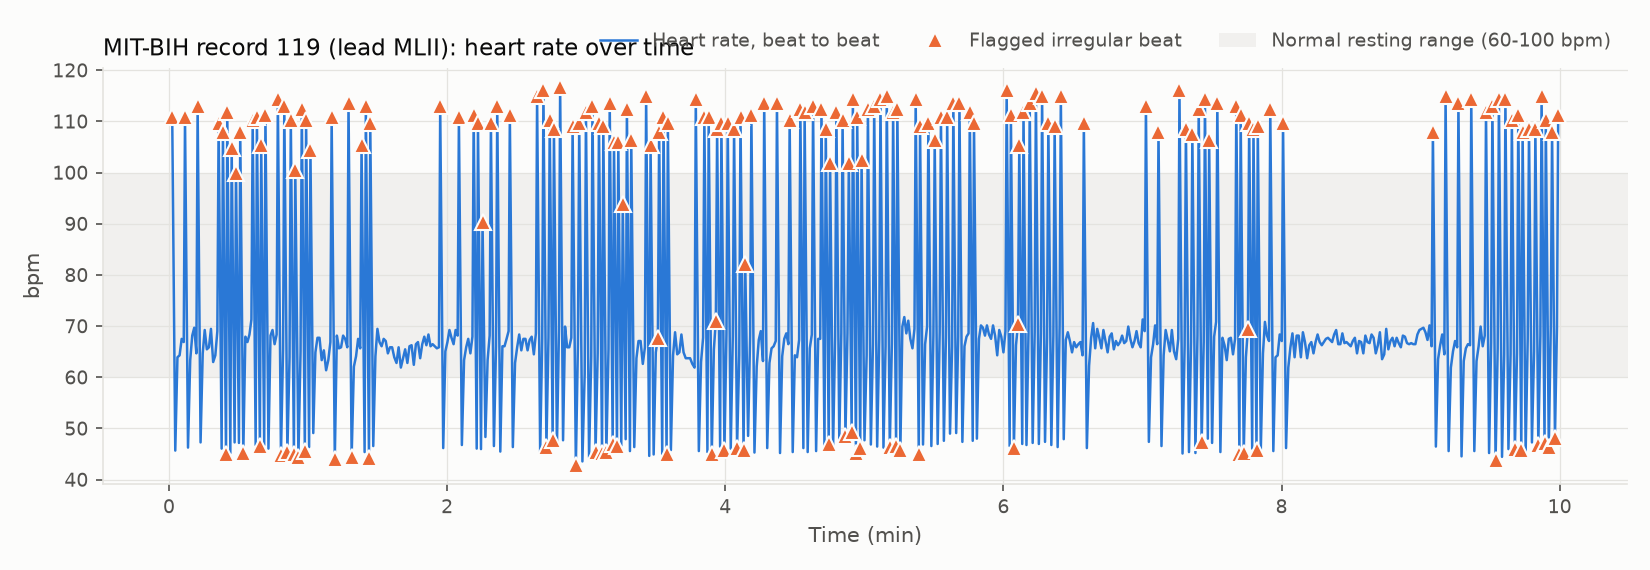 MIT-BIH record 119 (lead MLII): heart rate over time
Heart rate, beat to beat
Flagged irregular beat
Normal resting range (60-100 bpm)
120
110
100
90
80
70
60
50
40
bpm
0 2 4 6 8 10
Time (min)